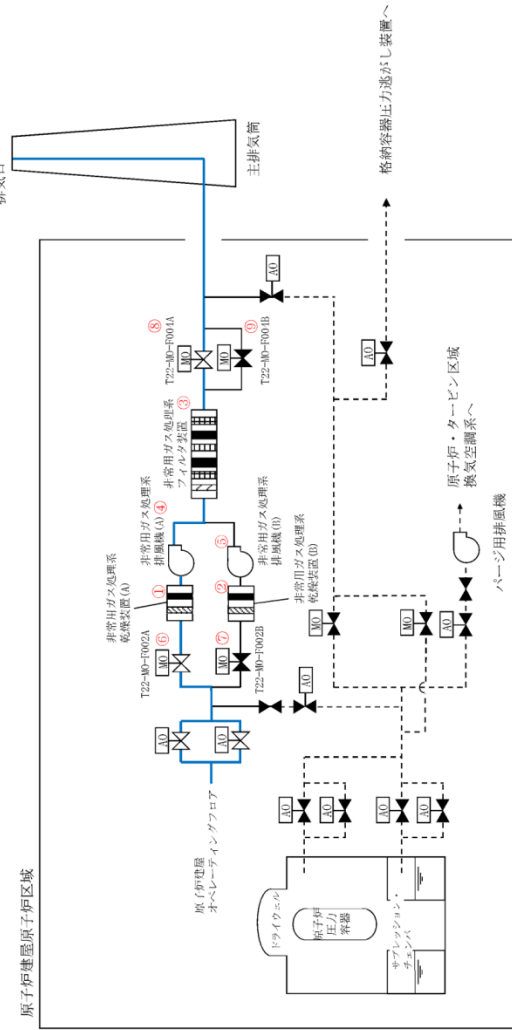 原子炉建屋原子炉区域
排気口
主排気筒
⑧
MO
T22-MO-F004A
⑨
MO
T22-MO-F004B
AO
③
非常用ガス処理系
フィルタ装置
非常用ガス処理系
排風機(A)
④
⑤
非常用ガス処理系
排風機(B)
非常用ガス処理系
乾燥装置(A)
①
②
非常用ガス処理系
乾燥装置(B)
T22-MO-F002A
⑥
MO
⑦
MO
T22-MO-F002B
AO
AO
AO
原子炉建屋
オペレーティングフロア
格納容器圧力逃がし装置へ
AO
原子炉・タービン区域
換気空調系へ
パージ用排風機
MO
MO
AO
AO
AO
AO
AO
ドライウェル
原子炉
圧力
容器
サプレッション・
チェンバ